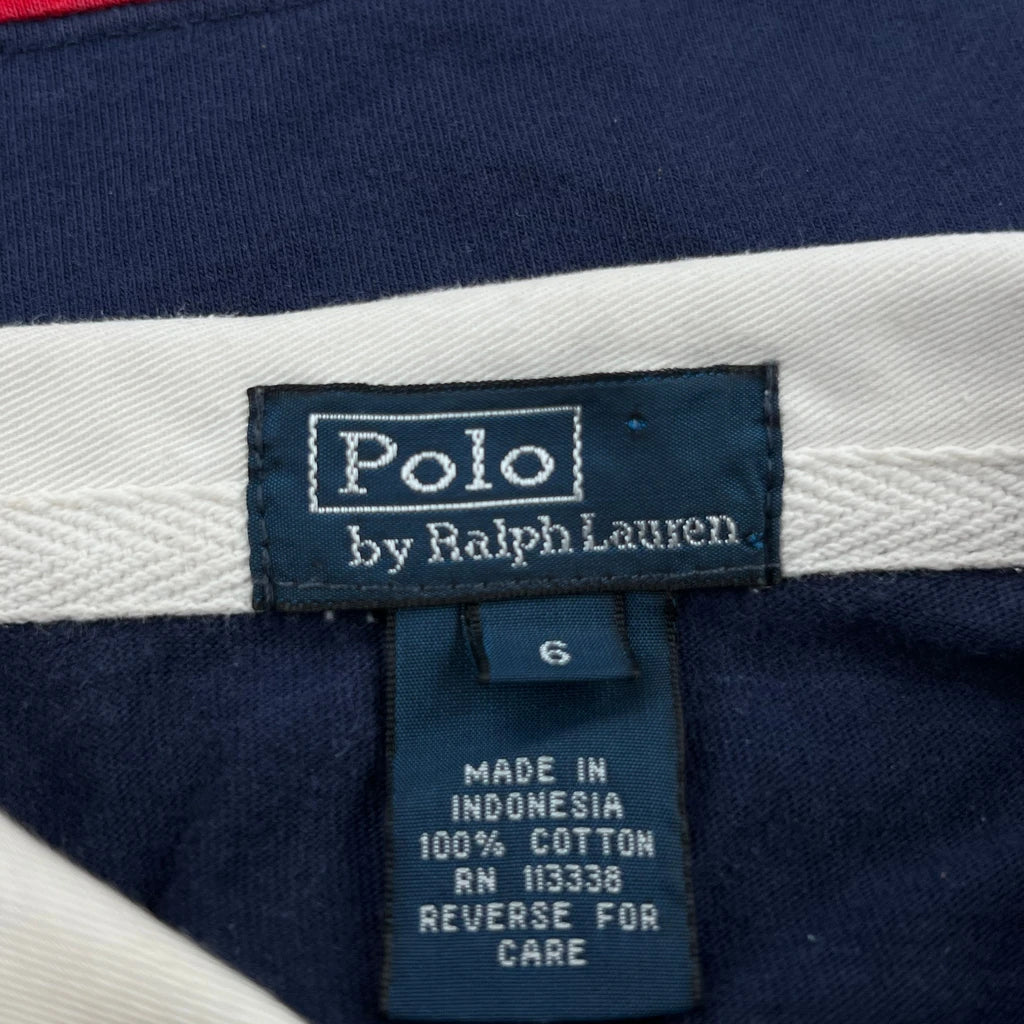 Polo
by Ralph Lauren
6
MADE IN
INDONESIA
100% COTTON
RN 113338
REVERSE FOR
CARE